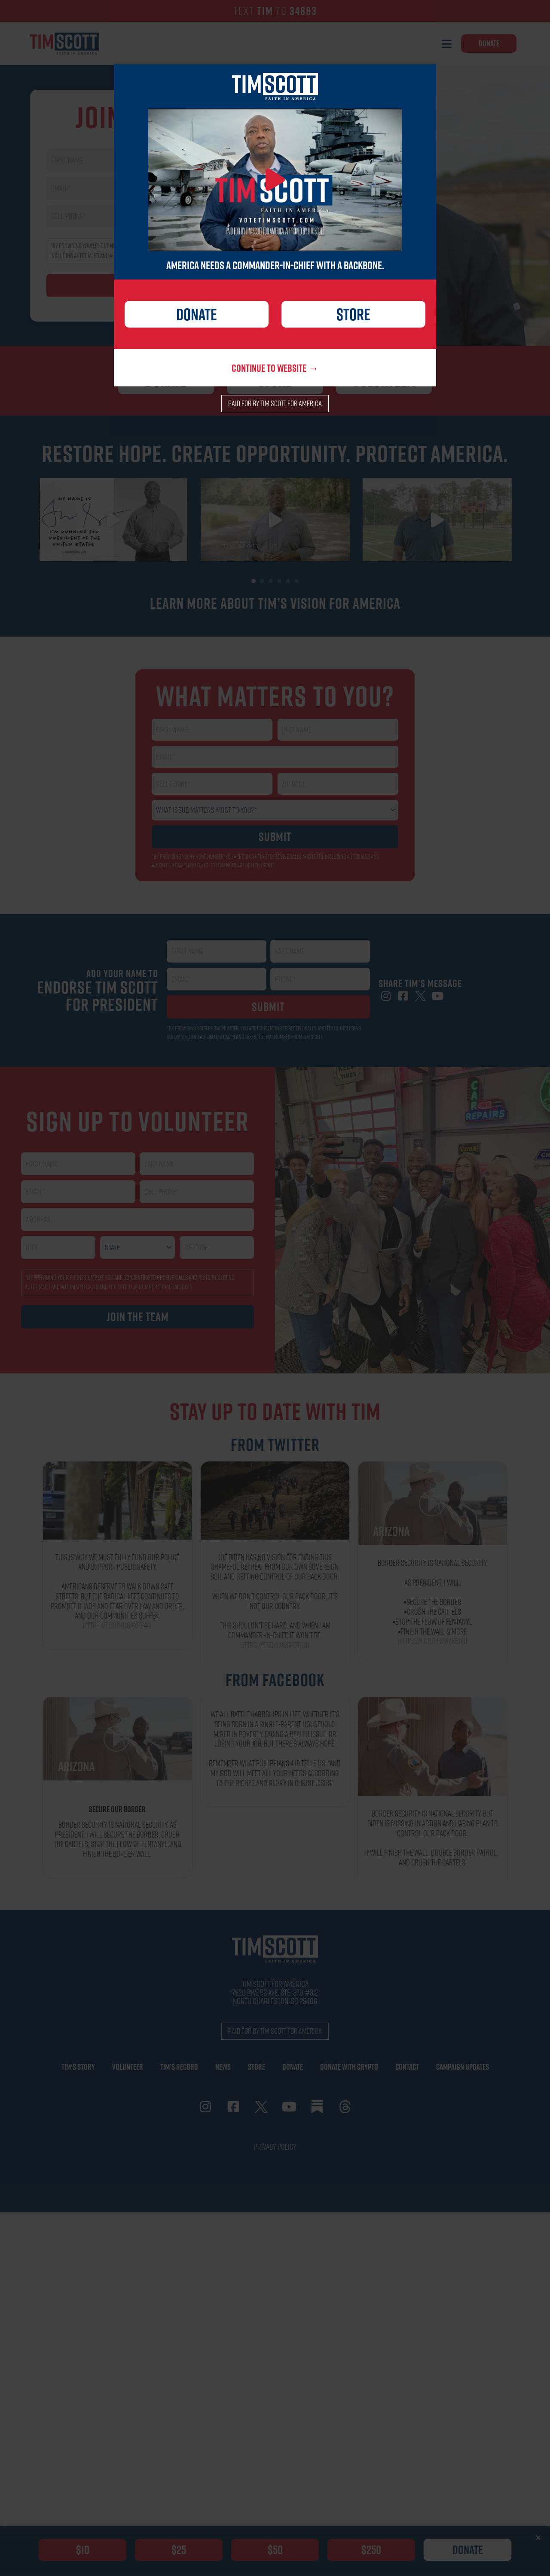 TEXT TIM TO 34883
TIM SCOTT
DONATE
JOIN
TIM SCOTT
FAITH IN AMERICA
TIM SCOTT
FAITH IN AMERICA
VOTETIMSCOTT.COM
PAID FOR BY TIM SCOTT FOR AMERICA. APPROVED BY TIM SCOTT.
AMERICA NEEDS A COMMANDER-IN-CHIEF WITH A BACKBONE.
DONATE
STORE
CONTINUE TO WEBSITE →
PAID FOR BY TIM SCOTT FOR AMERICA
RESTORE HOPE. CREATE OPPORTUNITY. PROTECT AMERICA.
MY NAME IS
I'M RUNNING FOR
PRESIDENT OF THE
UNITED STATES
LEARN MORE ABOUT TIM'S VISION FOR AMERICA
WHAT MATTERS TO YOU?
FIRST NAME
LAST NAME
EMAIL
CELL PHONE
ZIP CODE
WHAT ISSUE MATTERS MOST TO YOU?*
SUBMIT
ADD YOUR NAME TO
ENDORSE TIM SCOTT
FOR PRESIDENT
FIRST NAME
LAST NAME
EMAIL
SUBMIT
SHARE TIM'S MESSAGE
SIGN UP TO VOLUNTEER
FIRST NAME
LAST NAME
ADDRESS
CITY
STATE
JOIN THE TEAM
CAR
REPAIRS
STAY UP TO DATE WITH TIM
FROM TWITTER
THIS IS WHY WE MUST FULLY FUND OUR POLICE
AND SUPPORT PUBLIC SAFETY.
AMERICANS DESERVE TO WALK DOWN SAFE
STREETS, BUT THE RADICAL LEFT CONTINUES TO
PROMOTE CHAOS AND FEAR OVER LAW AND ORDER,
AND OUR COMMUNITIES SUFFER.
JOE BIDEN HAS NO VISION FOR ENDING THIS
SHAMEFUL RETREAT FROM OUR OWN SOVEREIGN
SOIL AND GETTING CONTROL OF OUR BACK DOOR.
WHEN WE DON'T CONTROL OUR BACK DOOR, IT'S
NOT OUR COUNTRY.
THIS SHOULDN'T BE HARD. AND WHEN I AM
COMMANDER-IN-CHIEF, IT WON'T BE.
ARIZONA
BORDER SECURITY IS NATIONAL SECURITY.
AS PRESIDENT, I WILL:
•SECURE THE BORDER
•CRUSH THE CARTELS
•STOP THE FLOW OF FENTANYL
•FINISH THE WALL & MORE
FROM FACEBOOK
ARIZONA
SECURE OUR BORDER
BORDER SECURITY IS NATIONAL SECURITY. AS
PRESIDENT, I WILL SECURE THE BORDER, CRUSH
THE CARTELS, STOP THE FLOW OF FENTANYL, AND
FINISH THE BORDER WALL.
WE ALL BATTLE HARDSHIPS IN LIFE, WHETHER IT'S
BEING BORN IN A SINGLE-PARENT HOUSEHOLD
MIRED IN POVERTY, FACING A HEALTH ISSUE, OR
LOSING YOUR JOB. BUT THERE'S ALWAYS HOPE.
REMEMBER WHAT PHILIPPIANS 4:19 TELLS US: "AND
MY GOD WILL MEET ALL YOUR NEEDS ACCORDING
TO THE RICHES AND GLORY IN CHRIST JESUS."
BORDER SECURITY IS NATIONAL SECURITY BUT
BIDEN IS MISSING IN ACTION AND HAS NO PLAN TO
CONTROL OUR BACK DOOR.
I WILL FINISH THE WALL, DOUBLE BORDER PATROL,
AND CRUSH THE CARTELS.
TIM SCOTT
FAITH IN AMERICA
TIM SCOTT FOR AMERICA
7620 RIVERS AVE. STE. 370 #912
NORTH CHARLESTON, SC 29406
PAID FOR BY TIM SCOTT FOR AMERICA
TIM'S STORY
VOLUNTEER
TIM'S RECORD
NEWS
STORE
DONATE
DONATE WITH CRYPTO
CONTACT
CAMPAIGN UPDATES
PRIVACY POLICY
$10
$25
$50
$250
DONATE